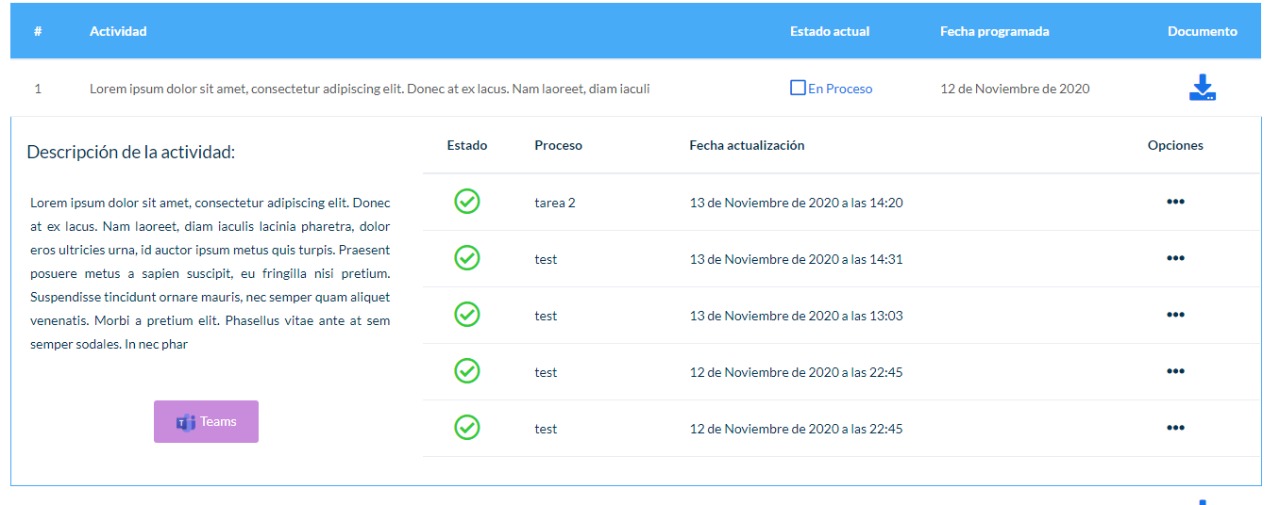 # Actividad Estado actual Fecha programada Documento
1 Lorem ipsum dolor sit amet, consectetur adipiscing elit. Donec at ex lacus. Nam laoreet, diam iaculi En Proceso 12 de Noviembre de 2020
Descripción de la actividad:
Lorem ipsum dolor sit amet, consectetur adipiscing elit. Donec
at ex lacus. Nam laoreet, diam iaculis lacinia pharetra, dolor
eros ultricies urna, id auctor ipsum metus quis turpis. Praesent
posuere metus a sapien suscipit, eu fringilla nisi pretium.
Suspendisse tincidunt ornare mauris, nec semper quam aliquet
venenatis. Morbi a pretium elit. Phasellus vitae ante at sem
semper sodales. In nec phar
Teams
Estado Proceso Fecha actualización Opciones
tarea 2 13 de Noviembre de 2020 a las 14:20
test 13 de Noviembre de 2020 a las 14:31
test 13 de Noviembre de 2020 a las 13:03
test 12 de Noviembre de 2020 a las 22:45
test 12 de Noviembre de 2020 a las 22:45